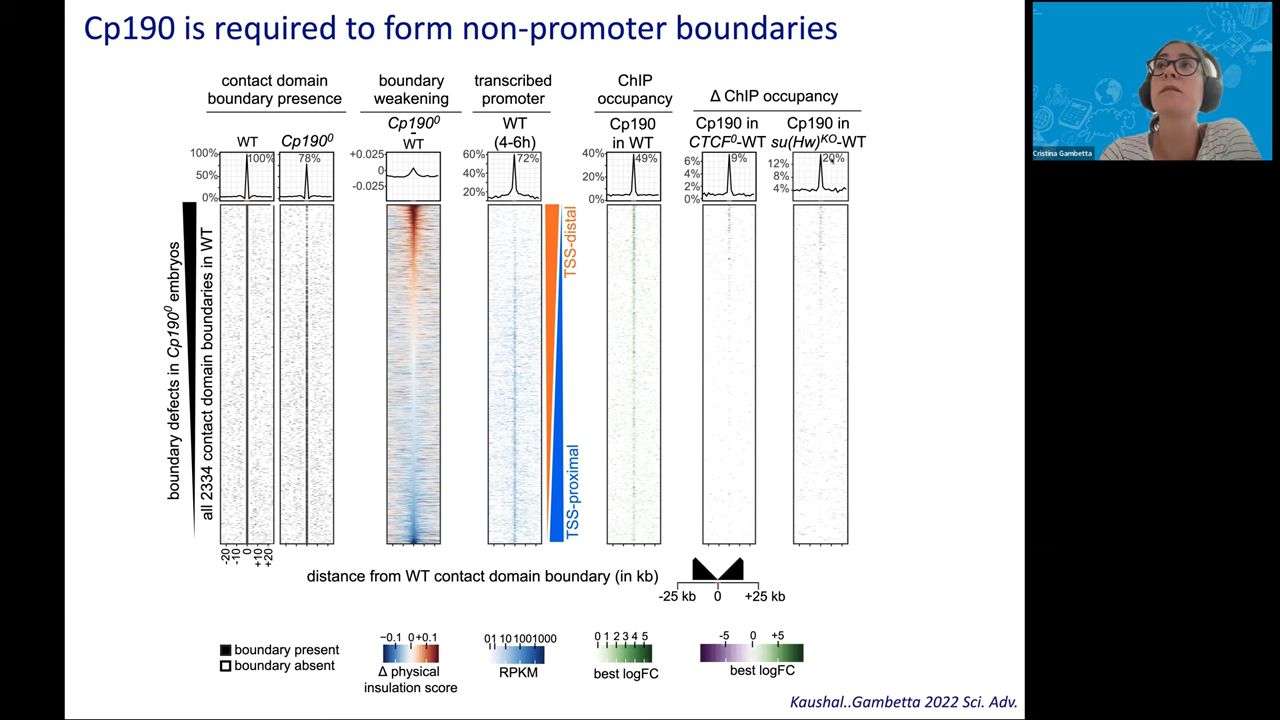 Cp190 is required to form non-promoter boundaries
contact domain
boundary presence
boundary
weakening
transcribed
promoter
ChIP
occupancy
Δ ChIP occupancy
WT
Cp190⁰
Cp190⁰
-
WT
WT
(4-6h)
Cp190
in WT
Cp190 in
CTCF⁰-WT
Cp190 in
su(Hw)ᴷᴼ-WT
100%
50%
0%
100%
78%
+0.025
0
-0.025
60%
40%
20%
72%
40%
20%
0%
49%
6%
4%
2%
0%
9%
12%
8%
4%
20%
Cristina Gambetta
boundary defects in Cp190⁰ embryos
all 2334 contact domain boundaries in WT
TSS-distal
TSS-proximal
-20
-10
0
+10
+20
distance from WT contact domain boundary (in kb)
-25 kb 0 +25 kb
boundary present
boundary absent
−0.1 0 +0.1
Δ physical
insulation score
01 10 100 1000
RPKM
0 1 2 3 4 5
best logFC
-5 0 +5
best logFC
Kaushal..Gambetta 2022 Sci. Adv.